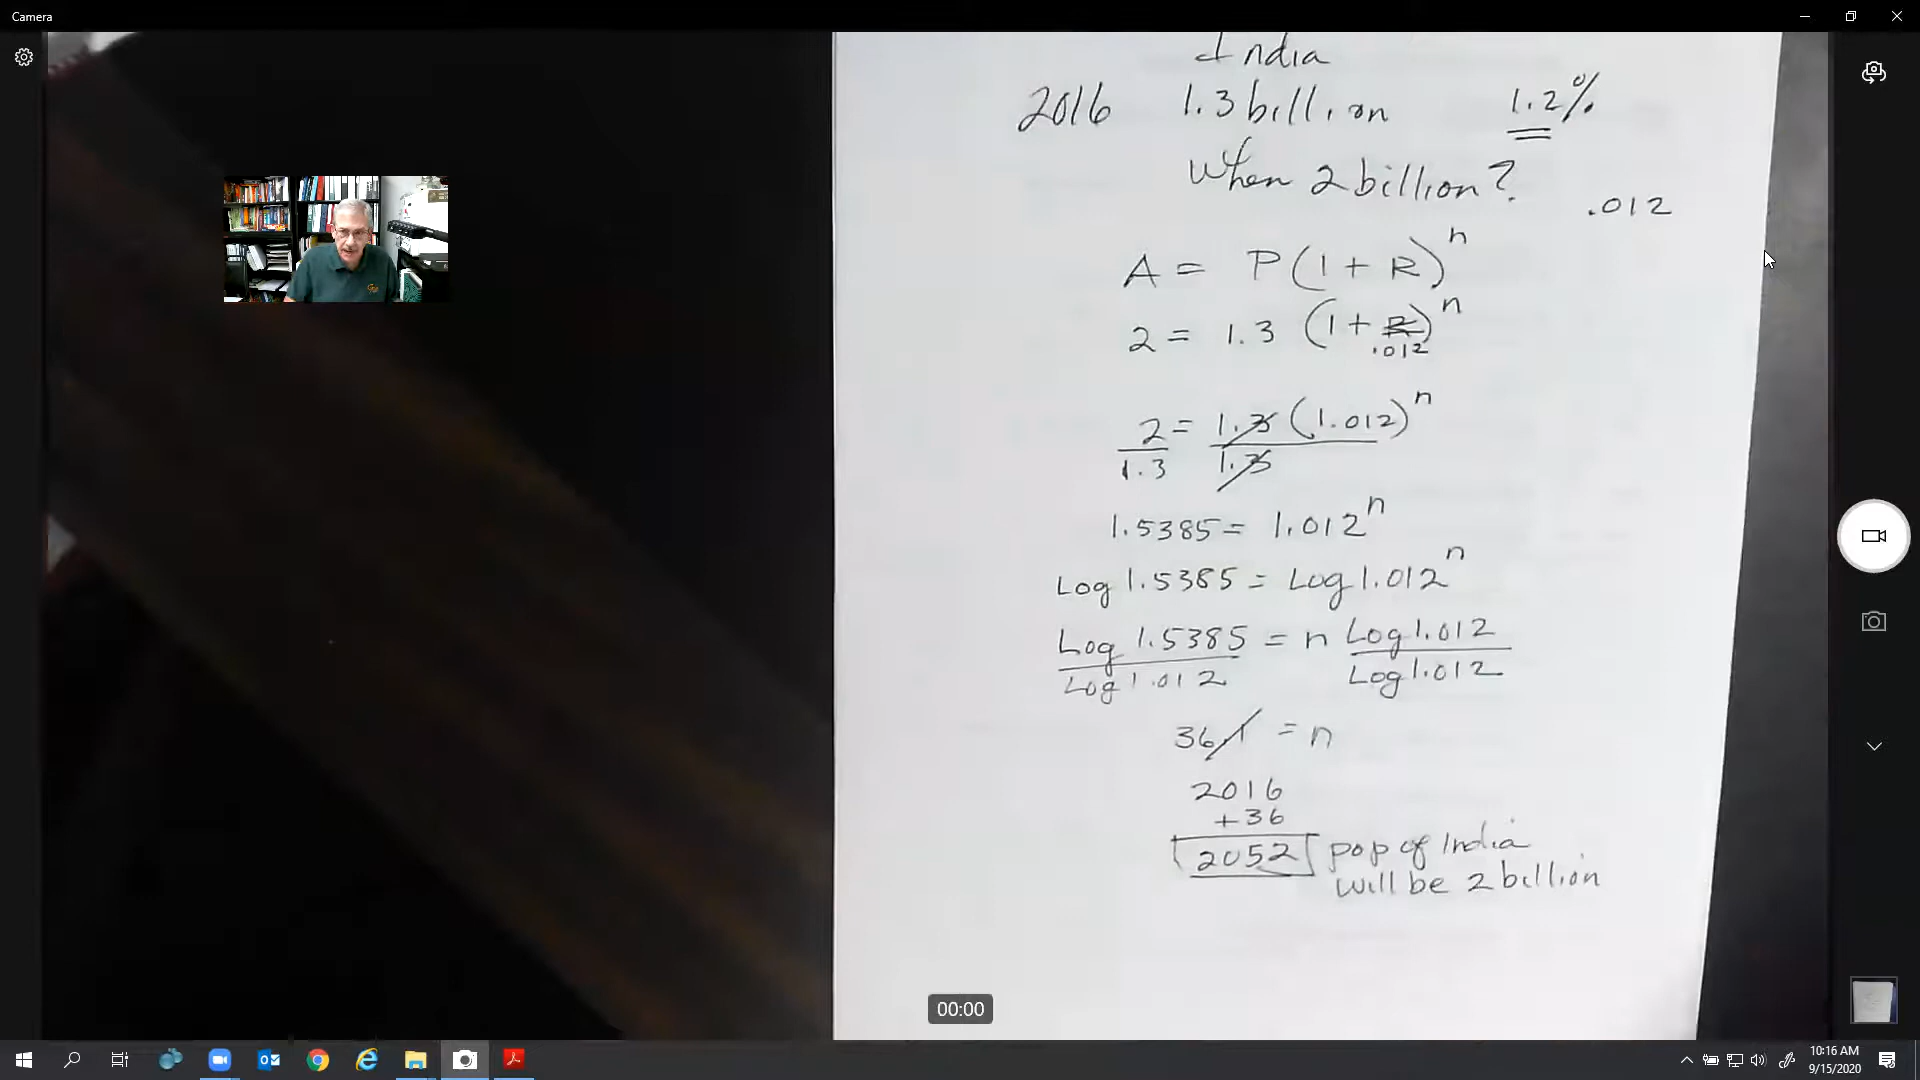 Camera
India
2016 1.3 billion 1.2%
When 2 billion?
.012
A = P(1 + R)^n
2 = 1.3 (1 + R)^n
.012
2 = 1.3 (1.012)^n
1.3 1.3
1.5385 = 1.012^n
Log 1.5385 = Log 1.012^n
Log 1.5385 = n Log 1.012
Log 1.012 Log 1.012
36.1 = n
2016
+36
2052 pop of India
will be 2 billion
00:00
10:16 AM
9/15/2020